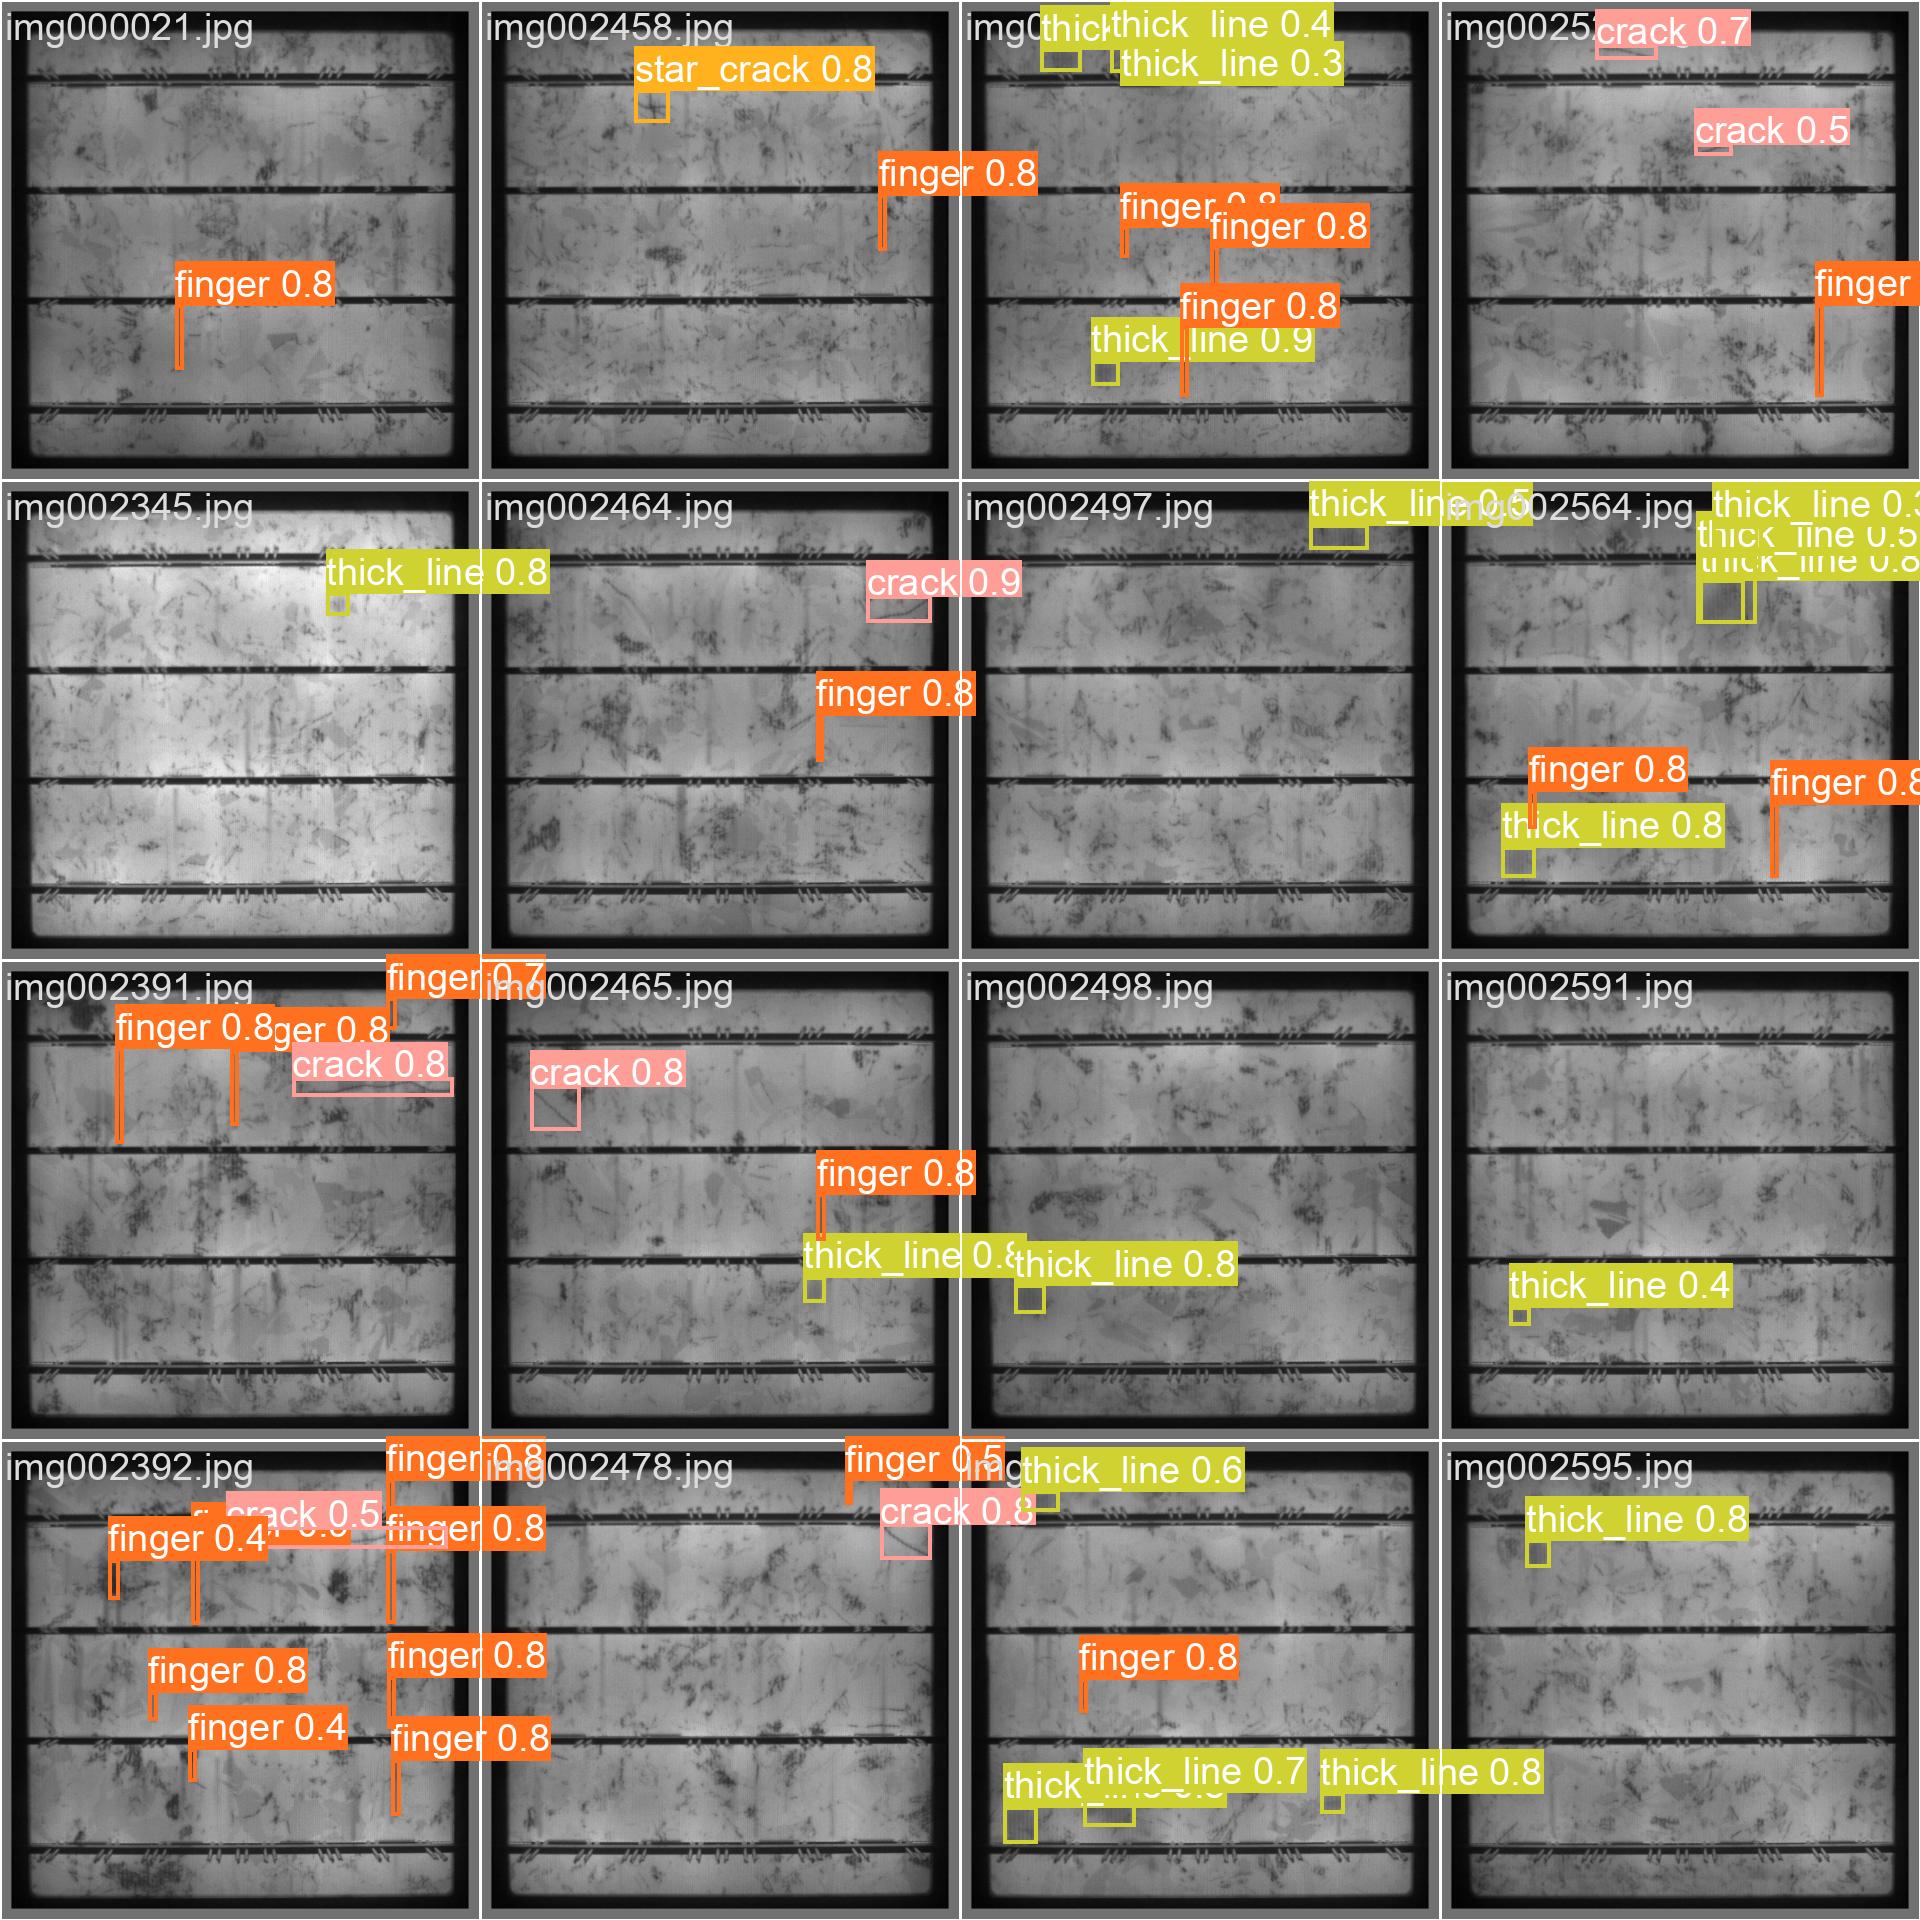 img000021.jpg
finger 0.8
img002458.jpg
star_crack 0.8
finger 0.8
thick_line 0.4
thick_line 0.3
finger 0.8
finger 0.8
finger 0.8
thick_line 0.9
crack 0.7
crack 0.5
finger
img002345.jpg
thick_line 0.8
img002464.jpg
crack 0.9
finger 0.8
img002497.jpg
thick_line 0.5
img002564.jpg
thick_line 0.3
thick_line 0.5
thick_line 0.8
finger 0.8
finger 0.8
thick_line 0.8
img002391.jpg
finger 0.7
finger 0.8
ger 0.8
crack 0.8
img002465.jpg
crack 0.8
finger 0.8
thick_line 0.8
img002498.jpg
thick_line 0.8
img002591.jpg
thick_line 0.4
img002392.jpg
finger 0.8
crack 0.5
finger 0.4
finger 0.8
finger 0.8
finger 0.8
finger 0.4
finger 0.8
img002478.jpg
finger 0.5
crack 0.8
img
thick_line 0.6
finger 0.8
thick_line 0.7
thick_line 0.8
img002595.jpg
thick_line 0.8